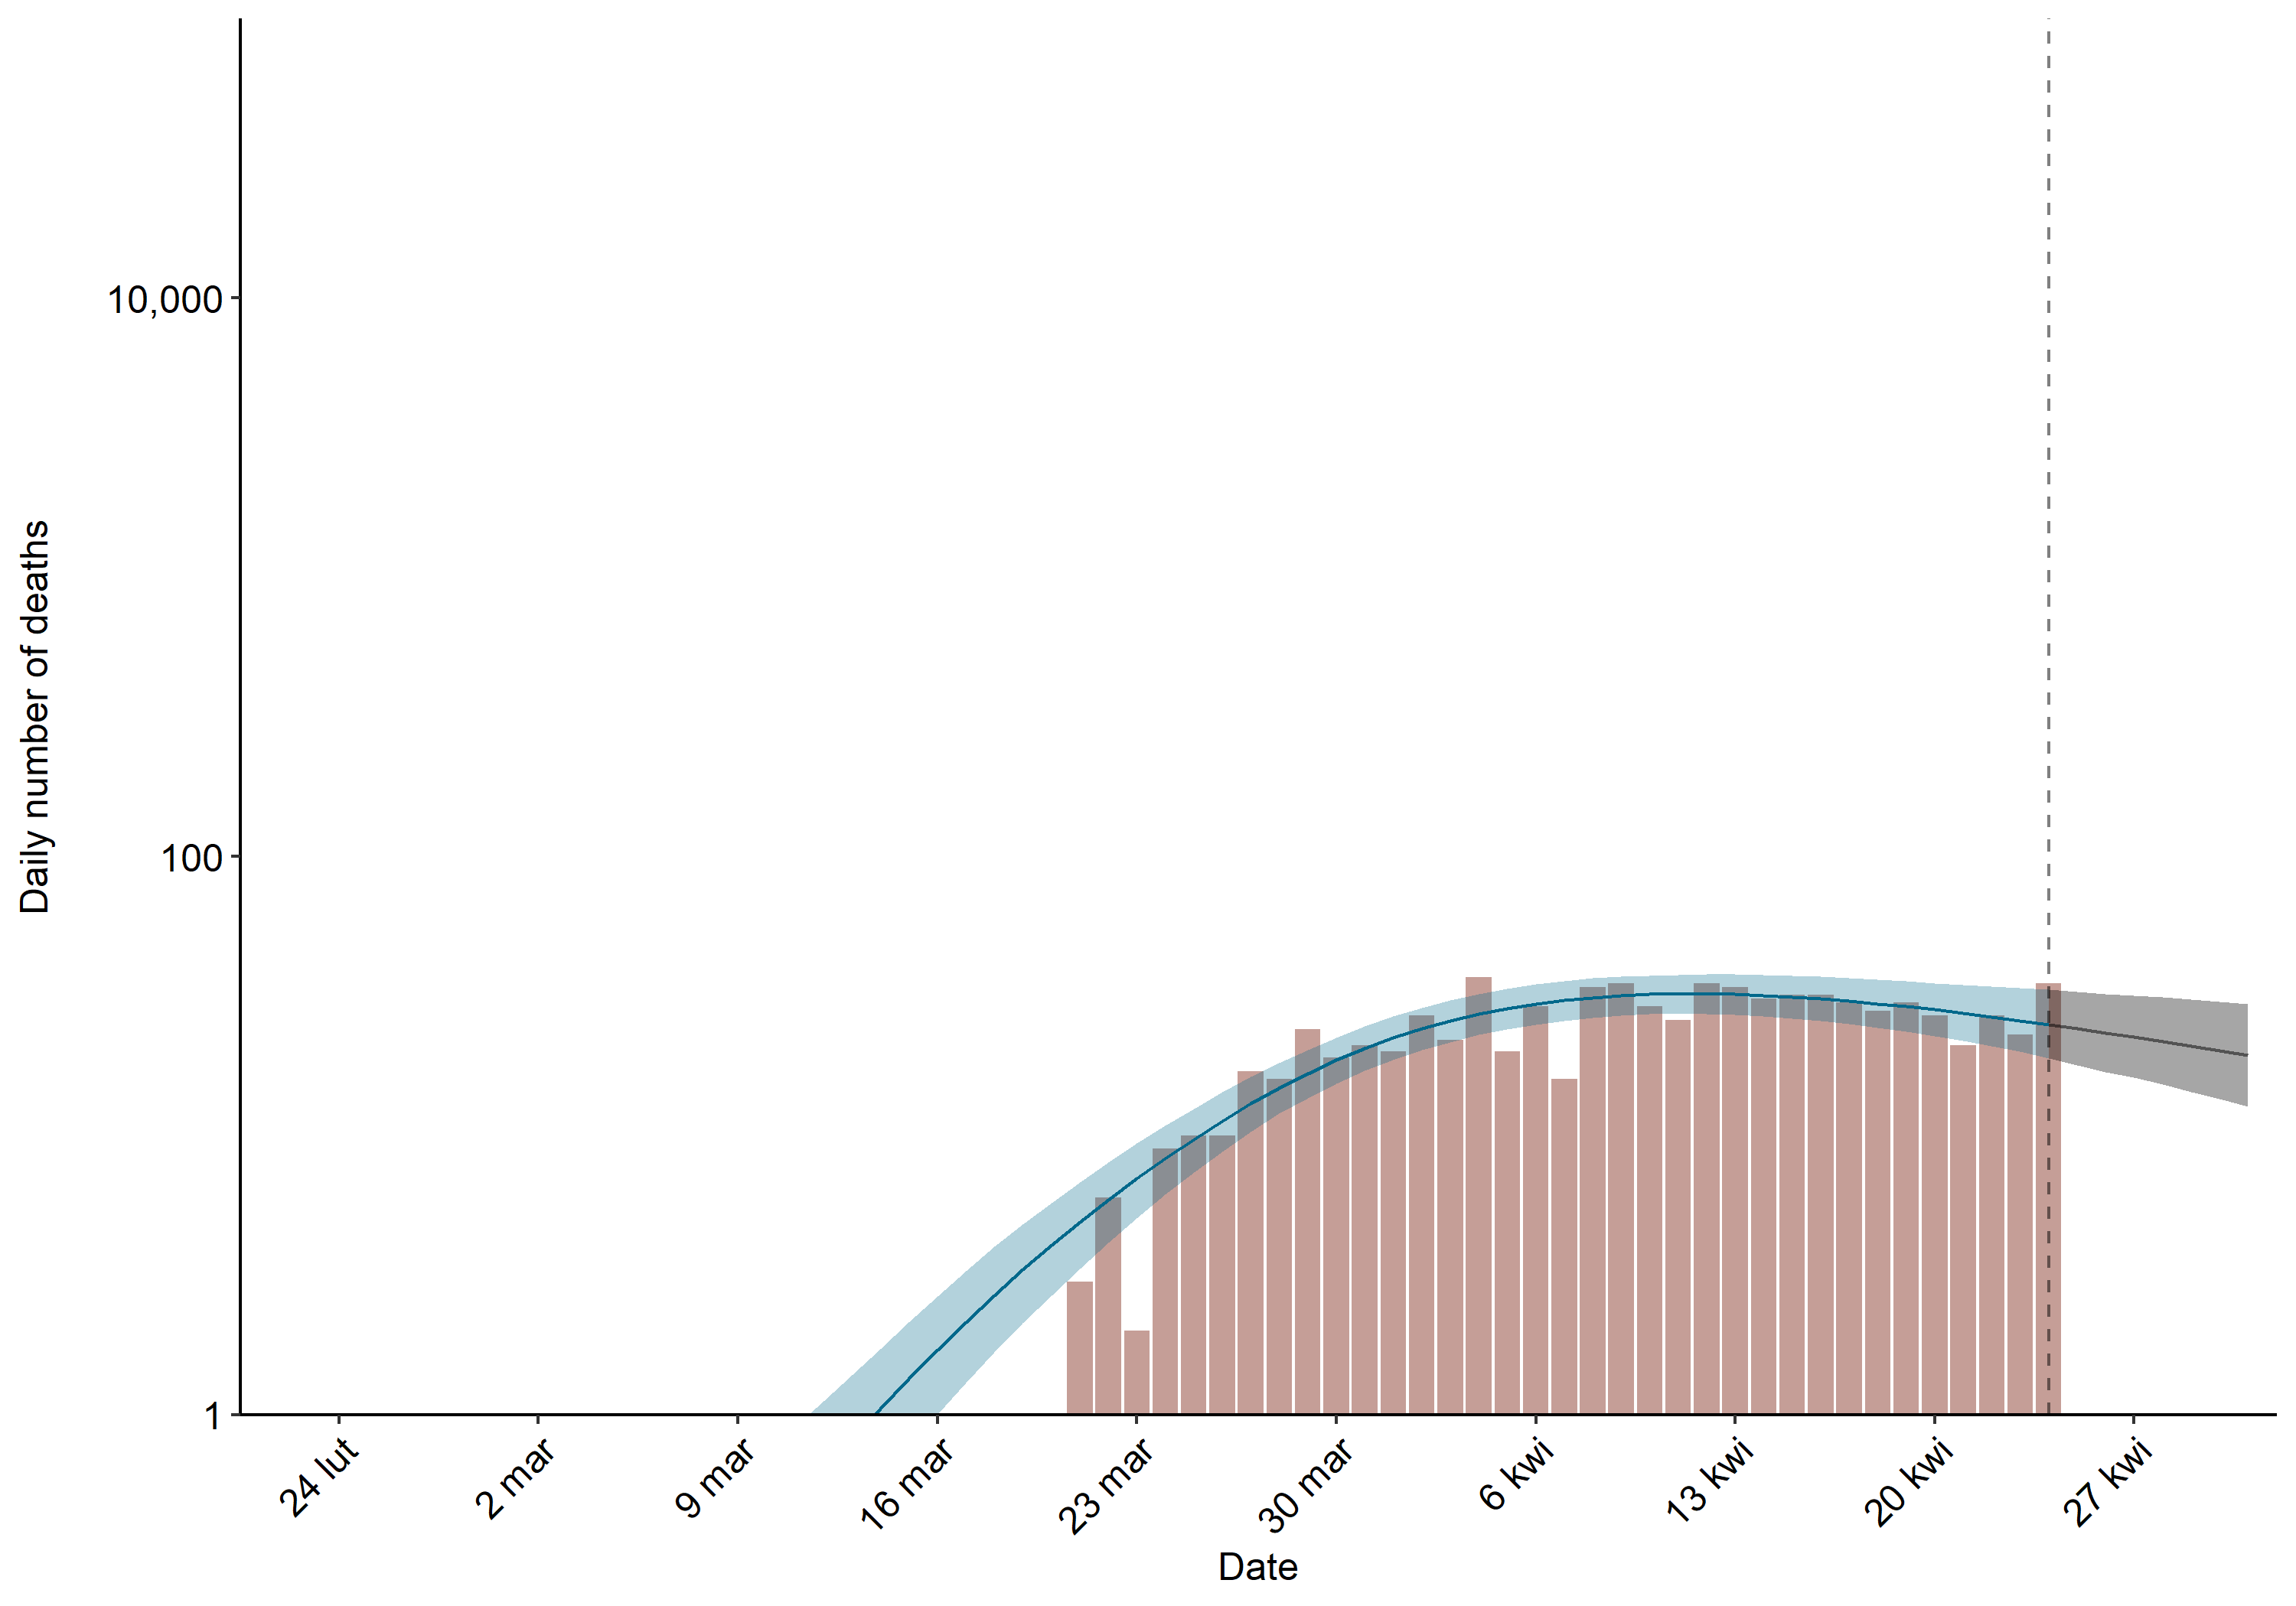 Daily number of deaths
10,000
100
1
24 lut
2 mar
9 mar
16 mar
23 mar
30 mar
6 kwi
13 kwi
20 kwi
27 kwi
Date